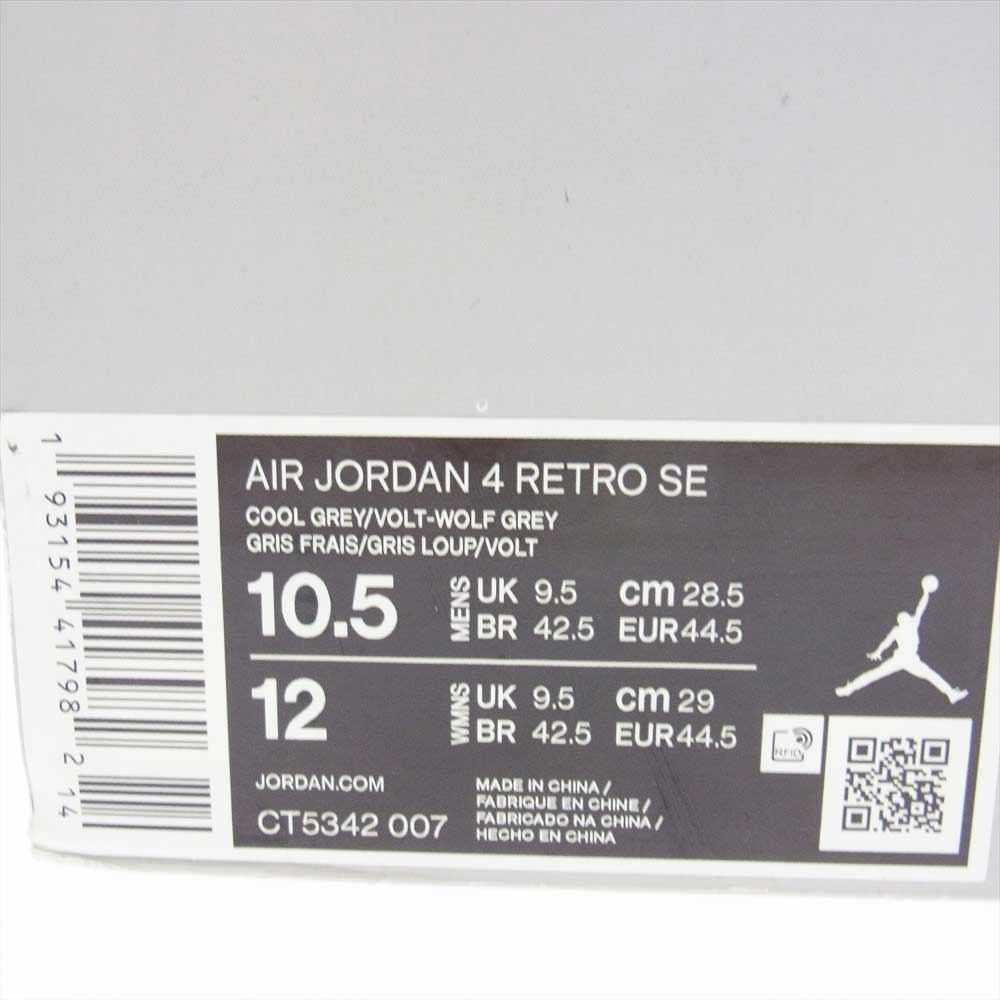 AIR JORDAN 4 RETRO SE
COOL GREY/VOLT-WOLF GREY
GRIS FRAIS/GRIS LOUP/VOLT
10.5 MENS UK 9.5 cm 28.5
BR 42.5 EUR 44.5
12 WMNS UK 9.5 cm 29
BR 42.5 EUR 44.5
RFID
JORDAN.COM
CT5342 007
MADE IN CHINA /
FABRIQUE EN CHINE /
FABRICADO NA CHINA /
HECHO EN CHINA
1 93154 41798 2 14